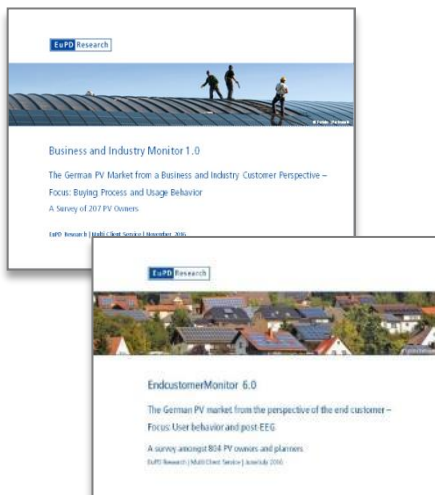 EuPD Research
Business and Industry Monitor 1.0
The German PV Market from a Business and Industry Customer Perspective –
Focus: Buying Process and Usage Behavior
A Survey of 207 PV Owners
EuPD Research | Multi Client Service | November 2016
EuPD Research
EndcustomerMonitor 6.0
The German PV market from the perspective of the end customer –
Focus: User behavior and post-EEG
A survey amongst 804 PV owners and planners
EuPD Research | Multi Client Service | June/July 2016